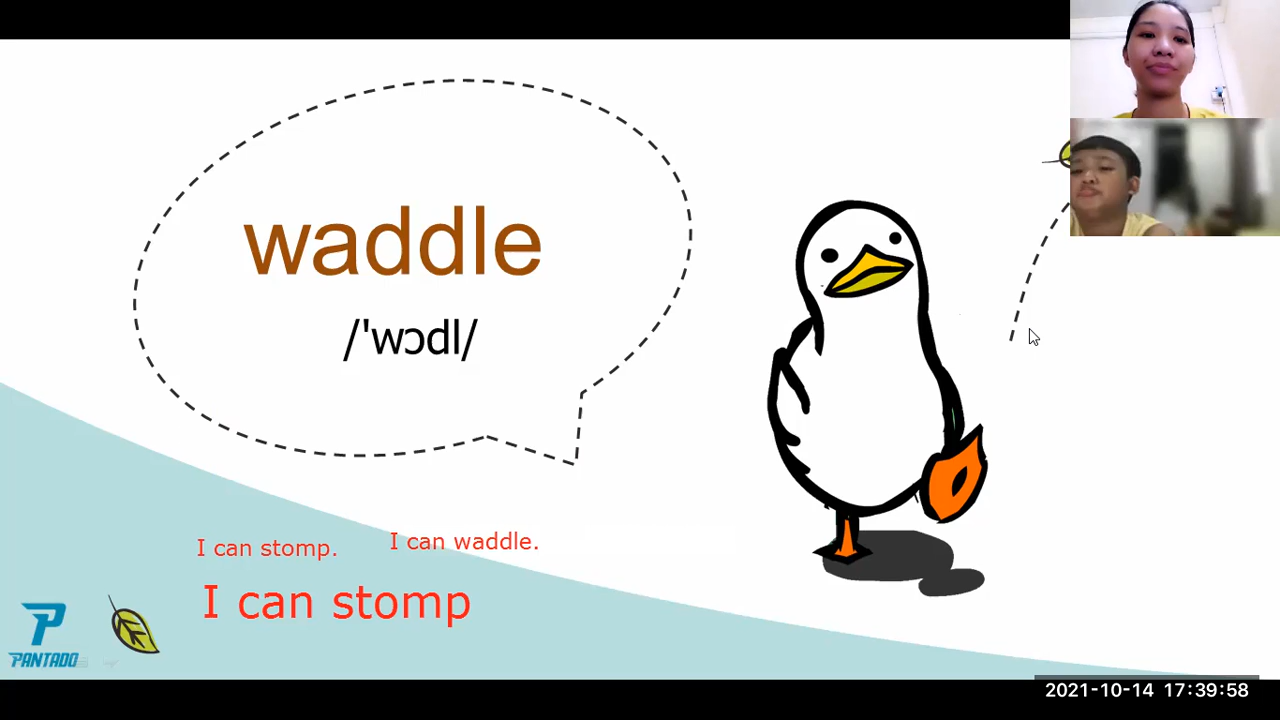 waddle
/'wɔdl/
I can stomp.
I can waddle.
I can stomp
P
PANTADO
2021-10-14 17:39:58